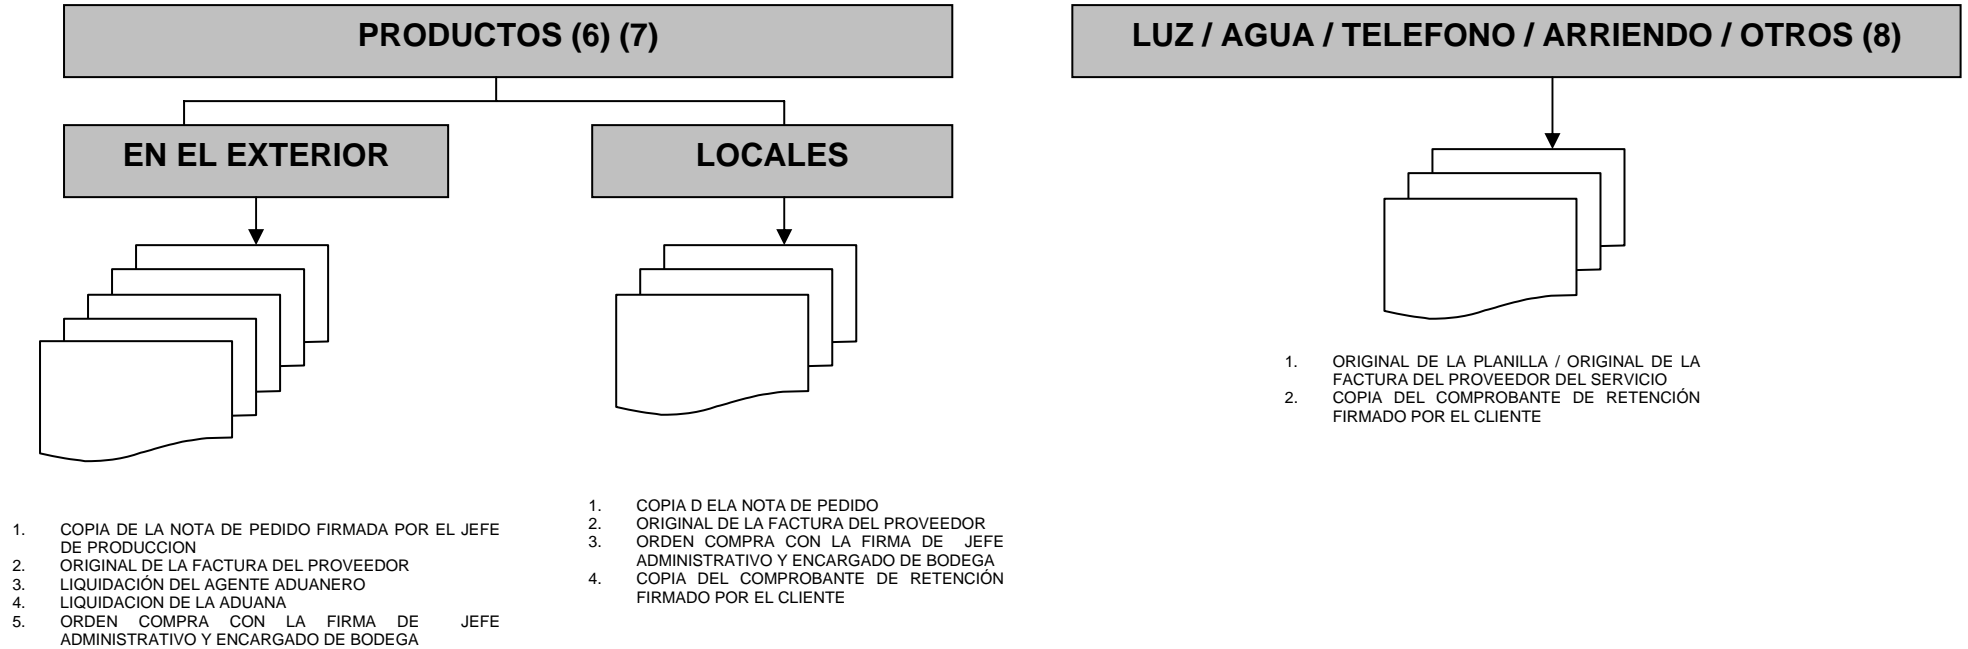 PRODUCTOS (6) (7)
EN EL EXTERIOR
LOCALES
1. COPIA DE LA NOTA DE PEDIDO FIRMADA POR EL JEFE
DE PRODUCCION
2. ORIGINAL DE LA FACTURA DEL PROVEEDOR
3. LIQUIDACIÓN DEL AGENTE ADUANERO
4. LIQUIDACION DE LA ADUANA
5. ORDEN COMPRA CON LA FIRMA DE JEFE
ADMINISTRATIVO Y ENCARGADO DE BODEGA
1. COPIA D ELA NOTA DE PEDIDO
2. ORIGINAL DE LA FACTURA DEL PROVEEDOR
3. ORDEN COMPRA CON LA FIRMA DE JEFE
ADMINISTRATIVO Y ENCARGADO DE BODEGA
4. COPIA DEL COMPROBANTE DE RETENCIÓN
FIRMADO POR EL CLIENTE
LUZ / AGUA / TELEFONO / ARRIENDO / OTROS (8)
1. ORIGINAL DE LA PLANILLA / ORIGINAL DE LA
FACTURA DEL PROVEEDOR DEL SERVICIO
2. COPIA DEL COMPROBANTE DE RETENCIÓN
FIRMADO POR EL CLIENTE